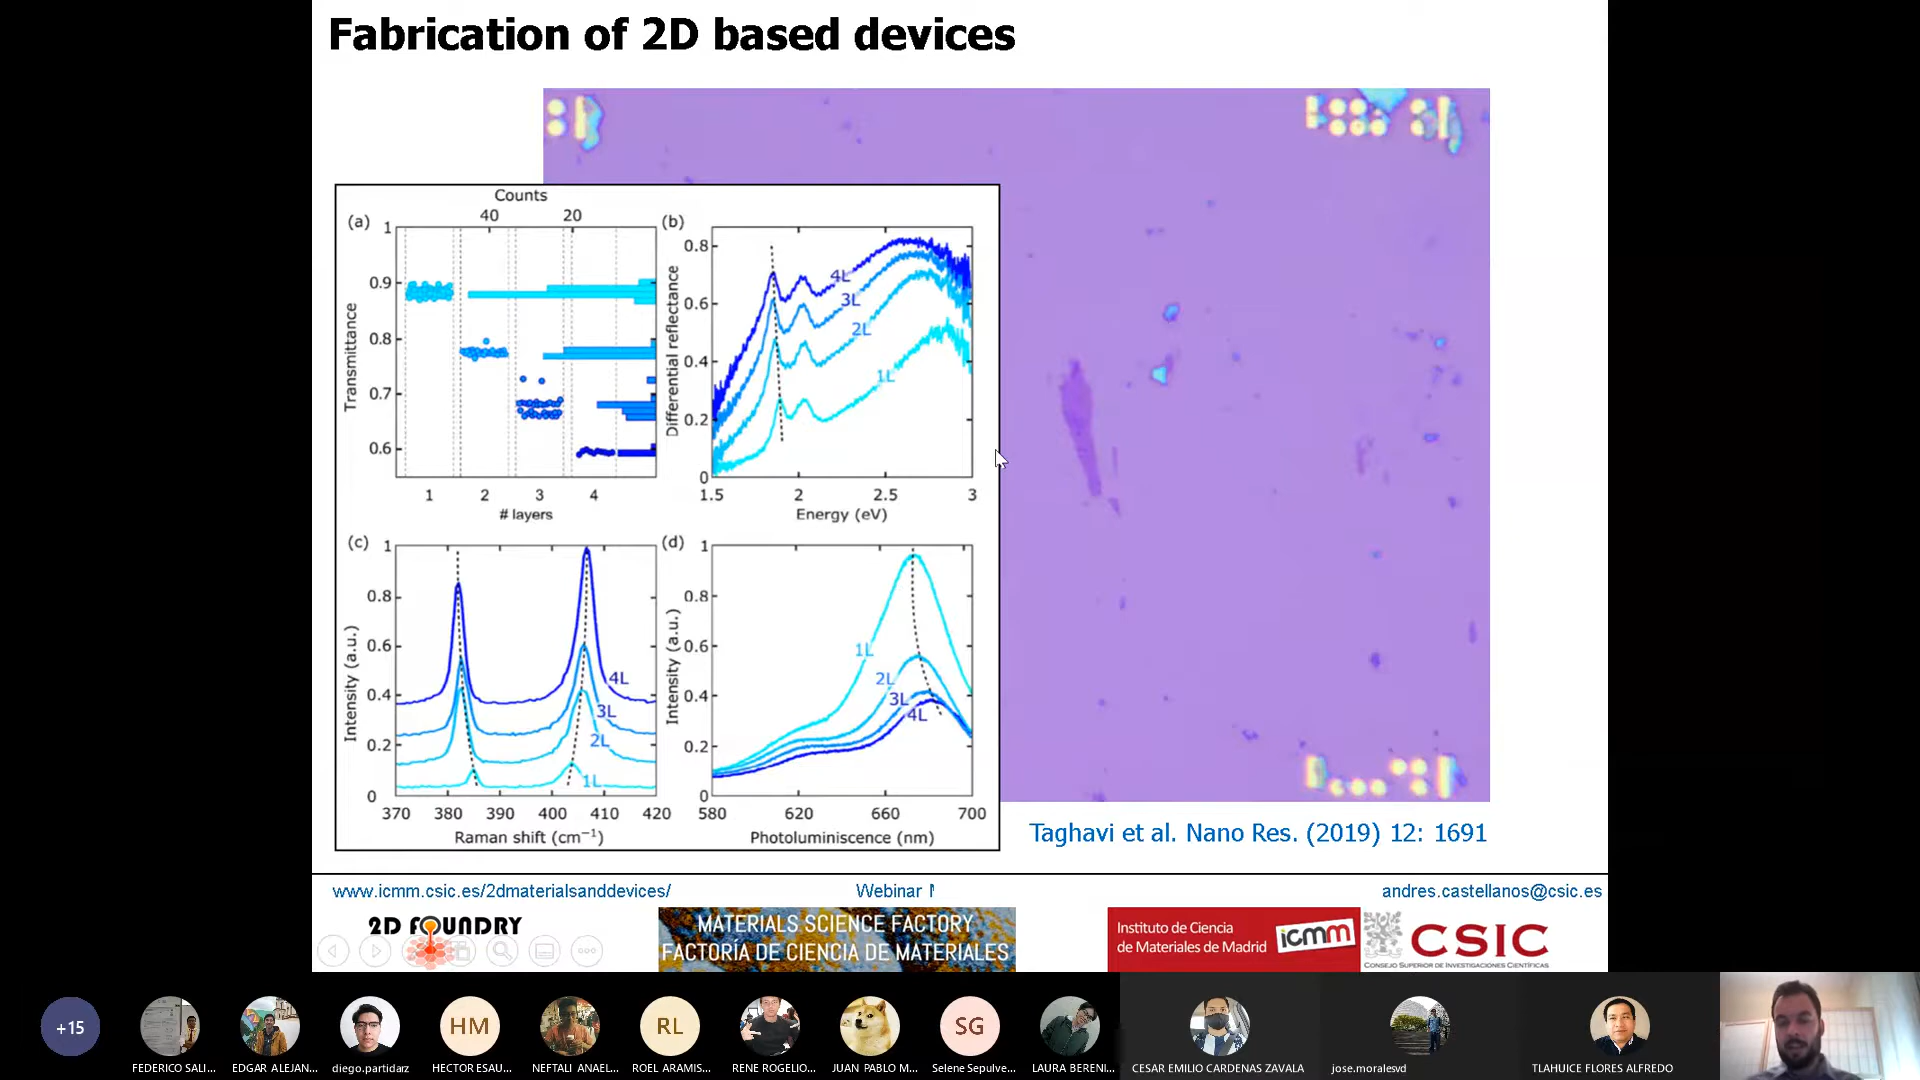 Fabrication of 2D based devices
Counts
40 20
(a)
1
0.9
0.8
0.7
0.6
Transmittance
1 2 3 4
# layers
(b)
0.8
0.6
0.4
0.2
0
Differential reflectance
4L
3L
2L
1L
1.5 2 2.5 3
Energy (eV)
(c)
1
0.8
0.6
0.4
0.2
0
Intensity (a.u.)
4L
3L
2L
1L
370 380 390 400 410 420
Raman shift (cm⁻¹)
(d)
1
0.8
0.6
0.4
0.2
0
Intensity (a.u.)
1L
2L
3L
4L
580 620 660 700
Photoluminiscence (nm)
Taghavi et al. Nano Res. (2019) 12: 1691
www.icmm.csic.es/2dmaterialsanddevices/
Webinar
andres.castellanos@csic.es
2D FOUNDRY
MATERIALS SCIENCE FACTORY
FACTORÍA DE CIENCIA DE MATERIALES
Instituto de Ciencia
de Materiales de Madrid
icmm
CSIC
CONSEJO SUPERIOR DE INVESTIGACIONES CIENTÍFICAS
+15
HM
RL
SG
FEDERICO SALI...
EDGAR ALEJAN...
diego.partidarz
HECTOR ESAU...
NEFTALI ANAEL...
ROEL ARAMIS...
RENE ROGELIO...
JUAN PABLO M...
Selene Sepulve...
LAURA BERENI...
CESAR EMILIO CARDENAS ZAVALA
jose.moralesvd
TLAHUICE FLORES ALFREDO